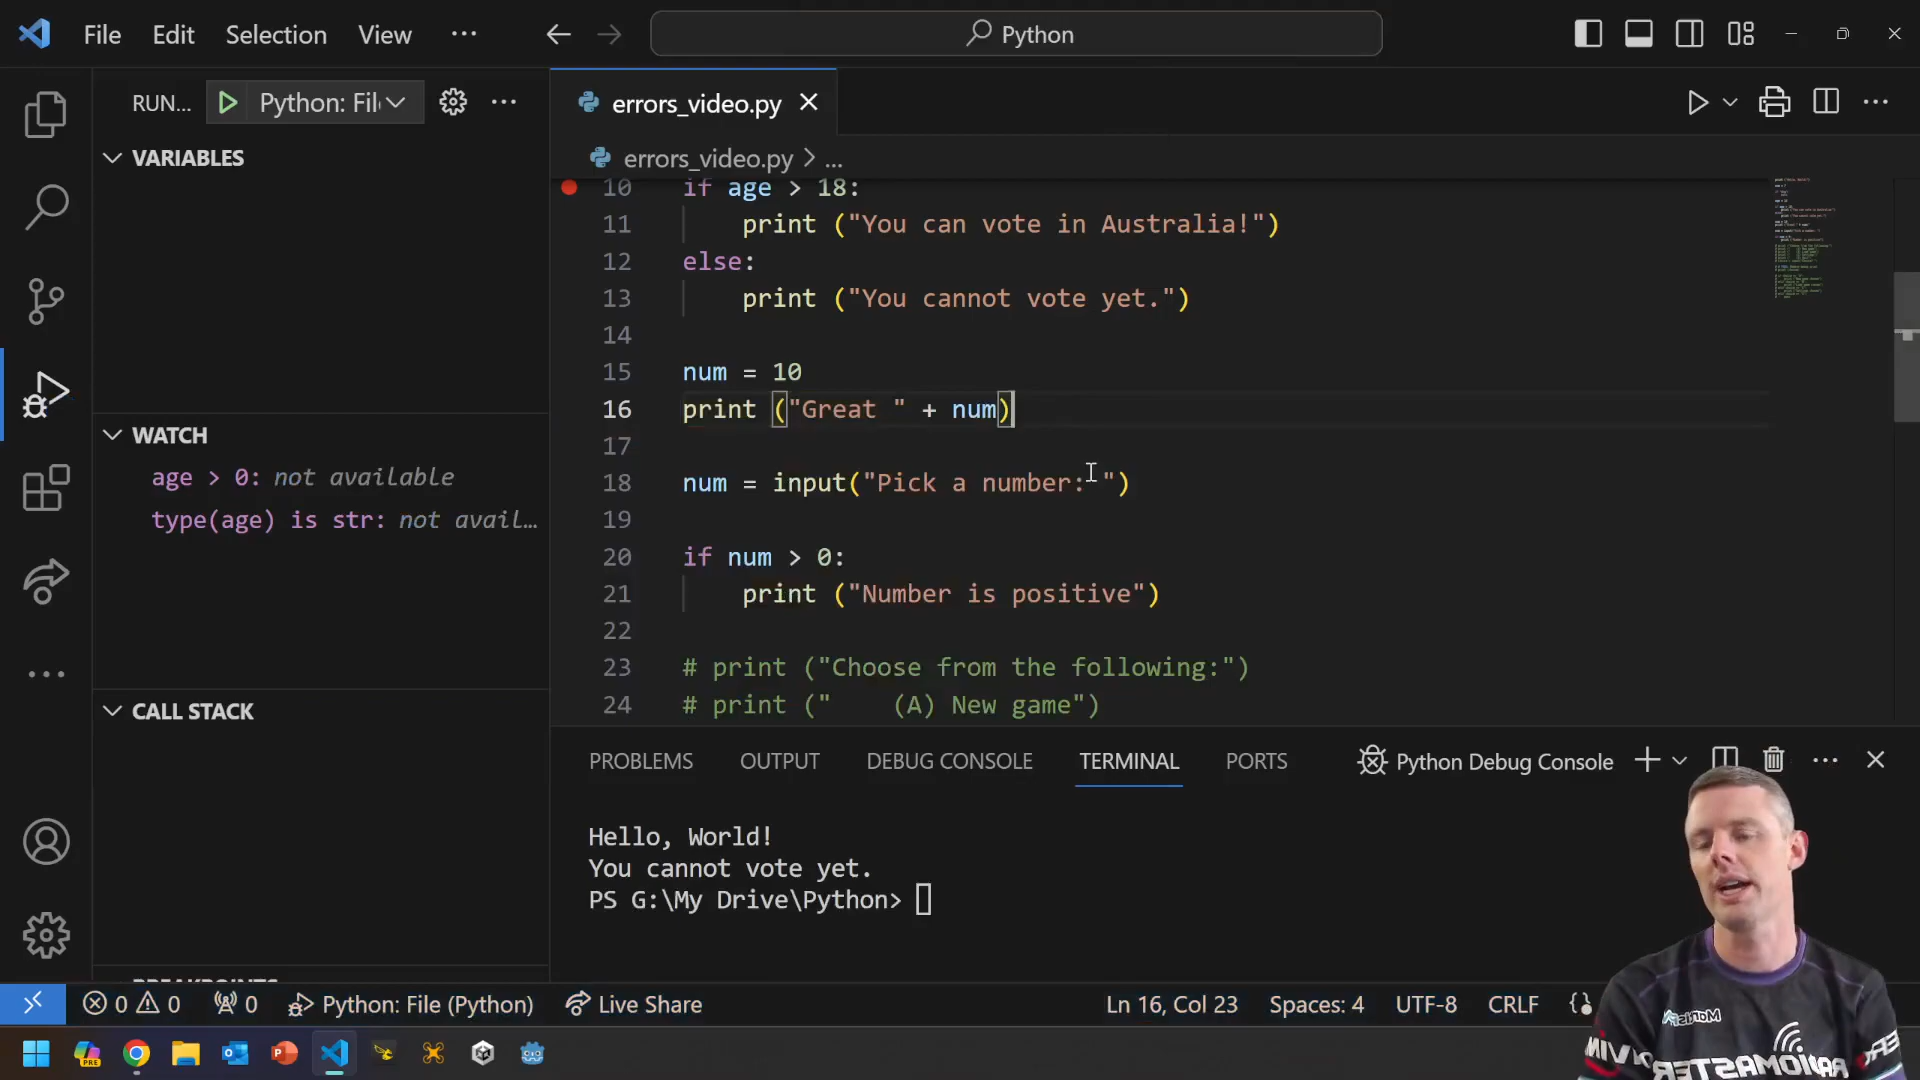 File Edit Selection View ... Python
RUN... Python: Fil
VARIABLES
WATCH
age > 0: not available
type(age) is str: not avail…
CALL STACK
errors_video.py
errors_video.py > ...
10 if age > 18:
11 print ("You can vote in Australia!")
12 else:
13 print ("You cannot vote yet.")
14
15 num = 10
16 print ("Great " + num)
17
18 num = input("Pick a number: ")
19
20 if num > 0:
21 print ("Number is positive")
22
23 # print ("Choose from the following:")
24 # print ("    (A) New game")
PROBLEMS OUTPUT DEBUG CONSOLE TERMINAL PORTS Python Debug Console
Hello, World!
You cannot vote yet.
PS G:\My Drive\Python>
0 0 0 Python: File (Python) Live Share Ln 16, Col 23 Spaces: 4 UTF-8 CRLF {}
PRE